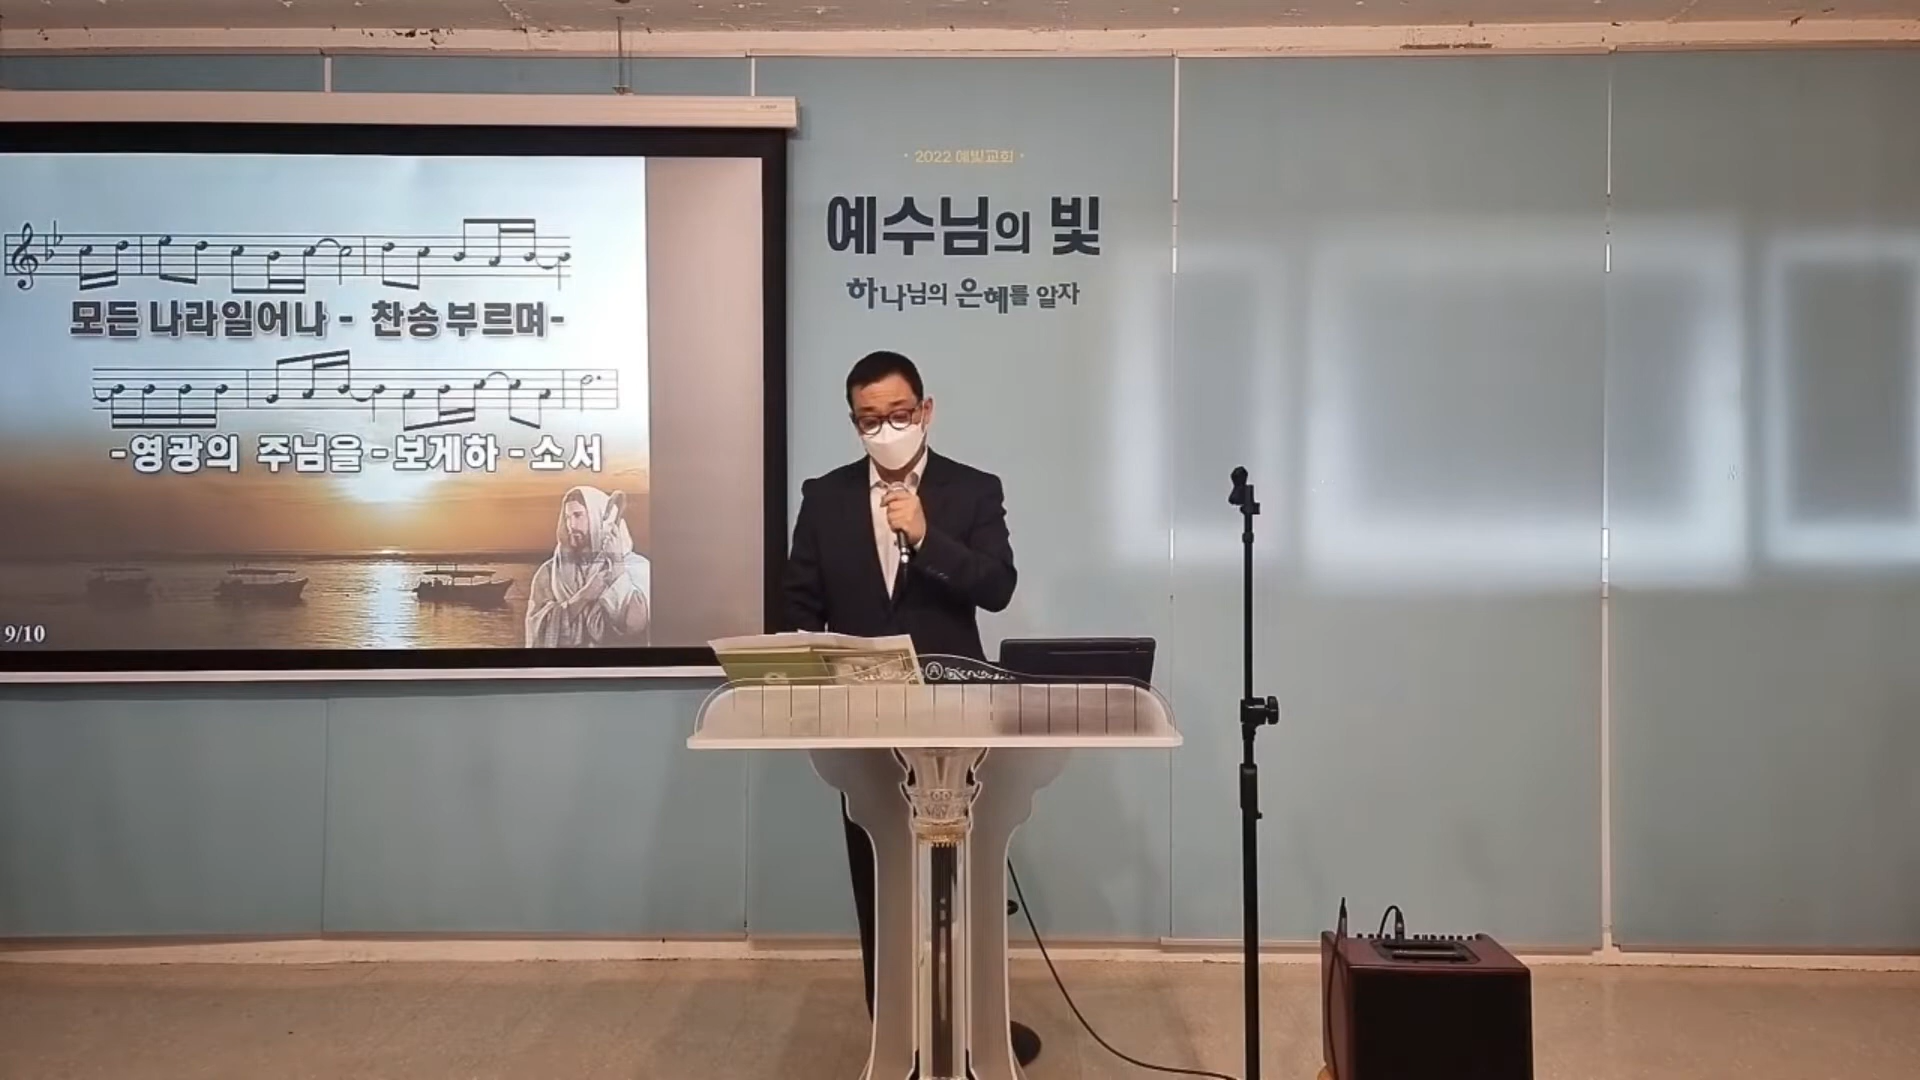 모든 나라일어나 - 찬송부르며-
-영광의 주님을-보게하-소서
9/10
· 2022 예빛교회 ·
예수님의 빛
하나님의 은혜를 알자